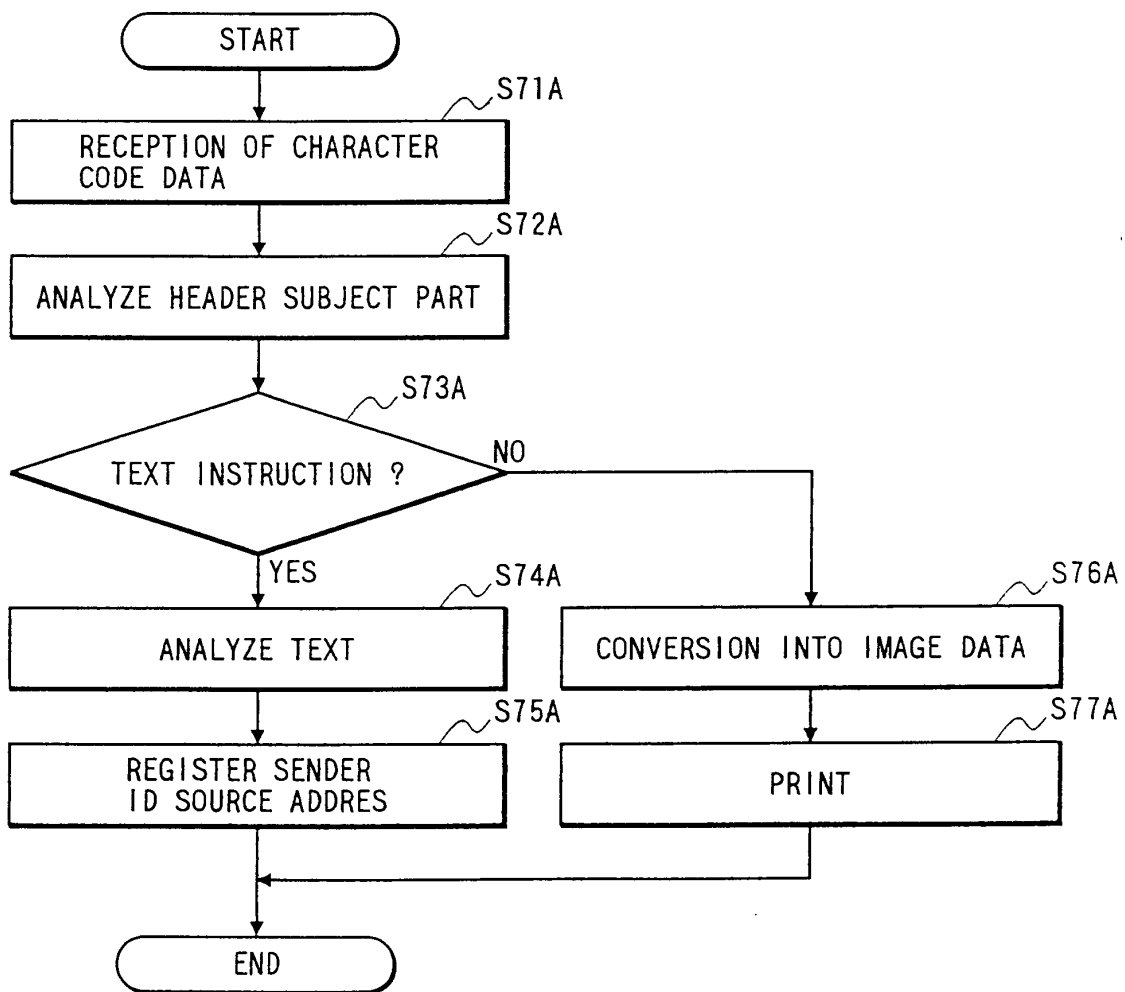 START
S71A
RECEPTION OF CHARACTER
CODE DATA
S72A
ANALYZE HEADER SUBJECT PART
S73A
TEXT INSTRUCTION ?
NO
YES
S74A
ANALYZE TEXT
S76A
CONVERSION INTO IMAGE DATA
S75A
REGISTER SENDER
ID SOURCE ADDRES
S77A
PRINT
END